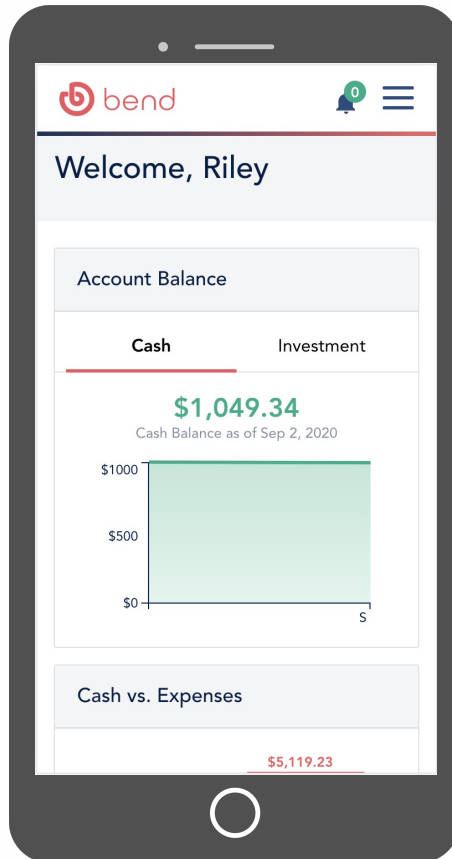 bend
0
Welcome, Riley
Account Balance
Cash Investment
$1,049.34
Cash Balance as of Sep 2, 2020
$1000
$500
$0
S
Cash vs. Expenses
$5,119.23